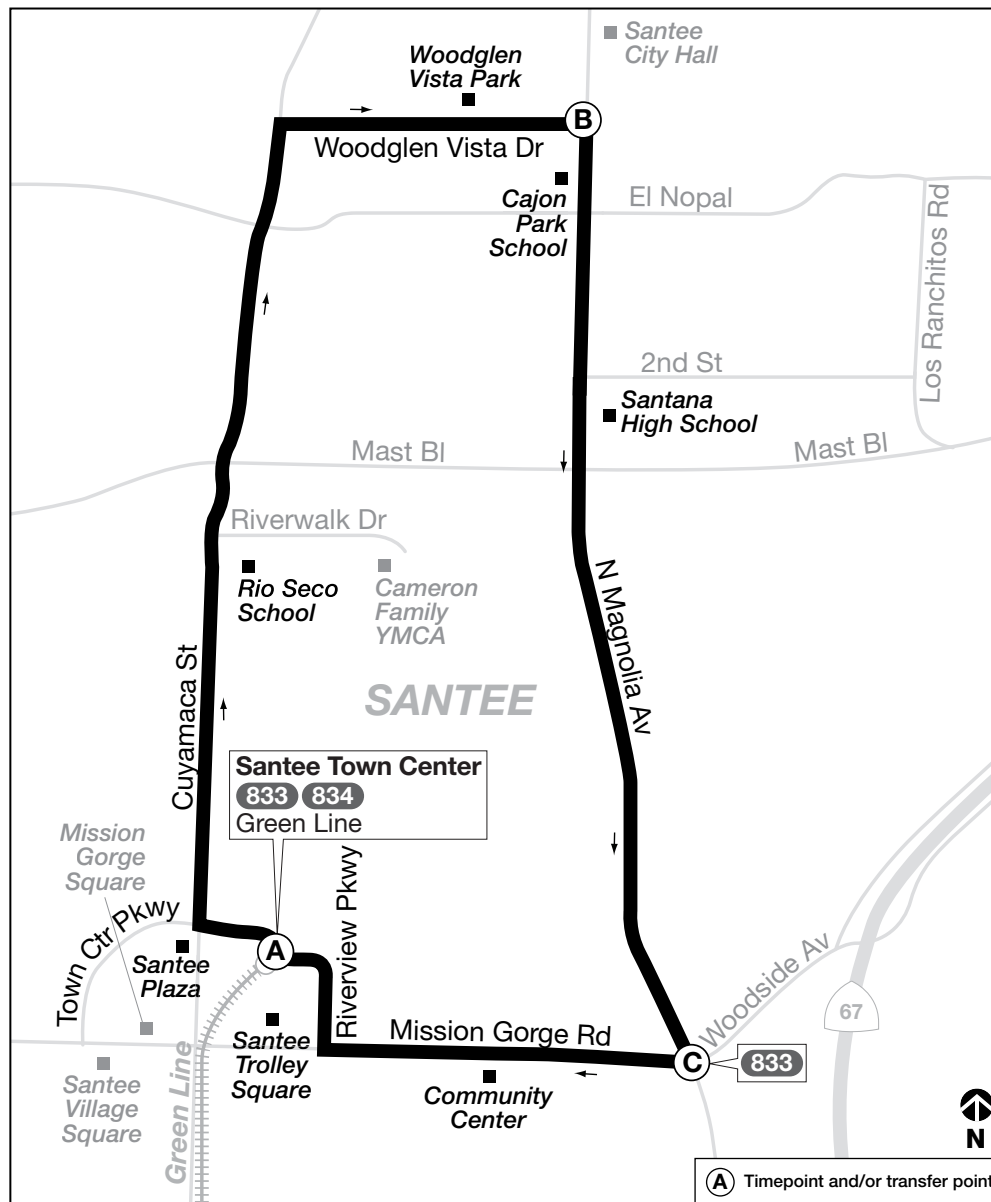 Santee
City Hall
Woodglen
Vista Park
B
Woodglen Vista Dr
Cajon
Park
School
El Nopal
Los Ranchitos Rd
2nd St
Santana
High School
Mast Bl
Mast Bl
Riverwalk Dr
Rio Seco
School
Cameron
Family
YMCA
N Magnolia Av
Cuyamaca St
SANTEE
Santee Town Center
833 834
Green Line
Mission
Gorge
Square
Town Ctr Pkwy
Santee
Plaza
A
Riverview Pkwy
Woodside Av
67
Mission Gorge Rd
C
833
Santee
Village
Square
Green Line
Santee
Trolley
Square
Community
Center
N
A Timepoint and/or transfer point